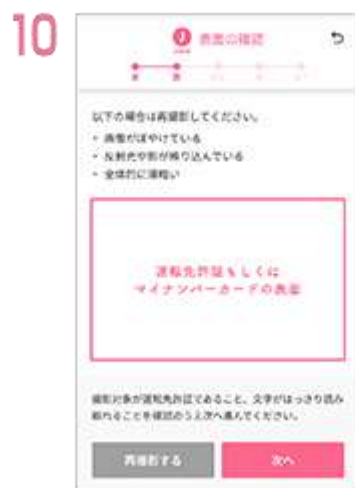 10
表面の確認
以下の場合は再撮影してください。
・ 画像がぼやけている
・ 反射光や影が映り込んでいる
・ 全体的に薄暗い
運転免許証もしくは
マイナンバーカードの表面
撮影対象が運転免許証であること、文字がはっきり読み
取れることを確認のうえ次へ進んでください。
再撮影する
次へ